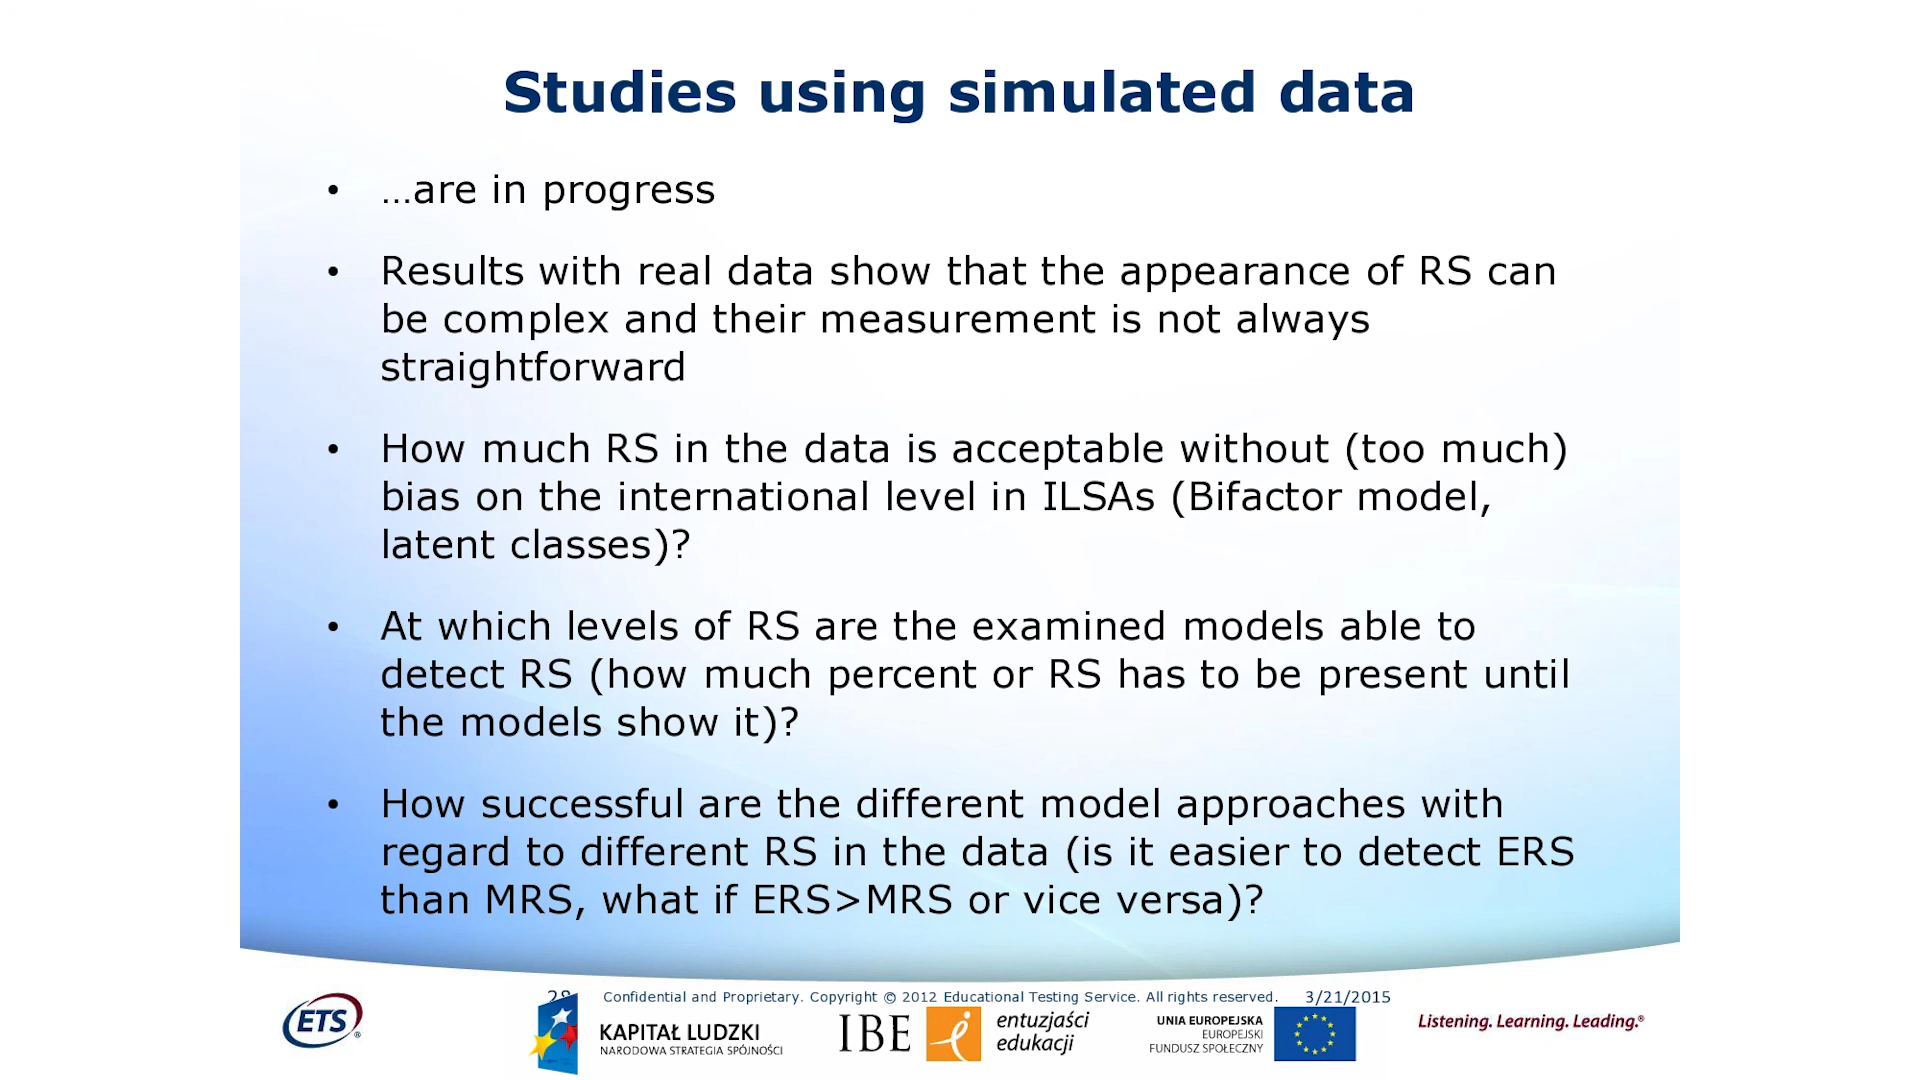 Studies using simulated data
• …are in progress
• Results with real data show that the appearance of RS can
be complex and their measurement is not always
straightforward
• How much RS in the data is acceptable without (too much)
bias on the international level in ILSAs (Bifactor model,
latent classes)?
• At which levels of RS are the examined models able to
detect RS (how much percent or RS has to be present until
the models show it)?
• How successful are the different model approaches with
regard to different RS in the data (is it easier to detect ERS
than MRS, what if ERS>MRS or vice versa)?
28 Confidential and Proprietary. Copyright © 2012 Educational Testing Service. All rights reserved. 3/21/2015
ETS®
KAPITAŁ LUDZKI
NARODOWA STRATEGIA SPÓJNOŚCI
IBE
entuzjaści
edukacji
UNIA EUROPEJSKA
EUROPEJSKI
FUNDUSZ SPOŁECZNY
Listening. Learning. Leading.®